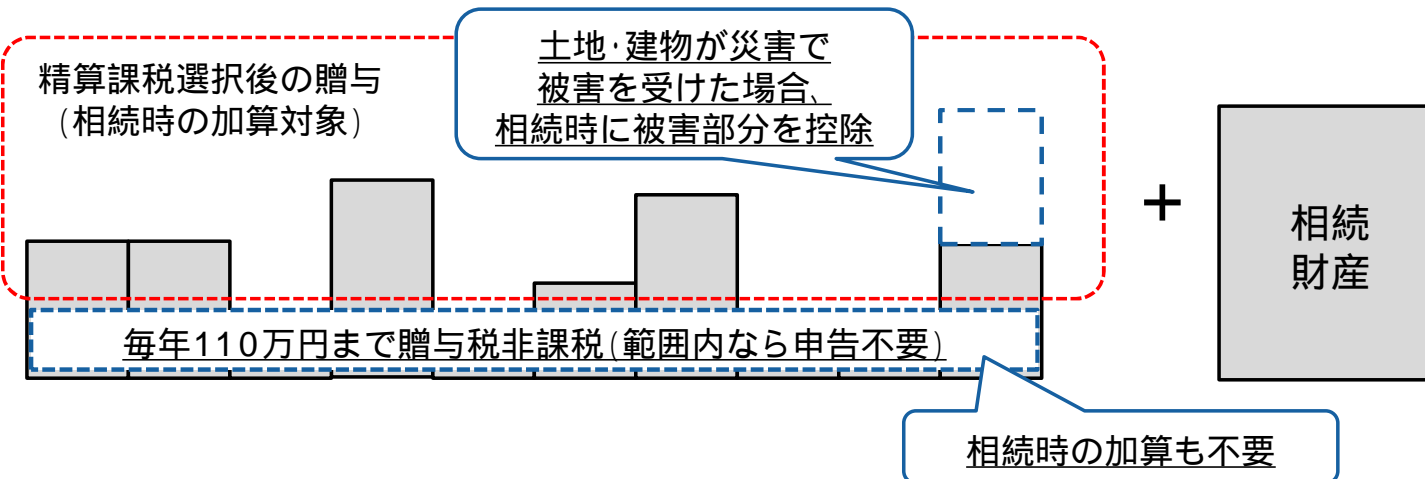 土地・建物が災害で
被害を受けた場合、
相続時に被害部分を控除
精算課税選択後の贈与
（相続時の加算対象）
＋
相続
財産
毎年110万円まで贈与税非課税（範囲内なら申告不要）
相続時の加算も不要